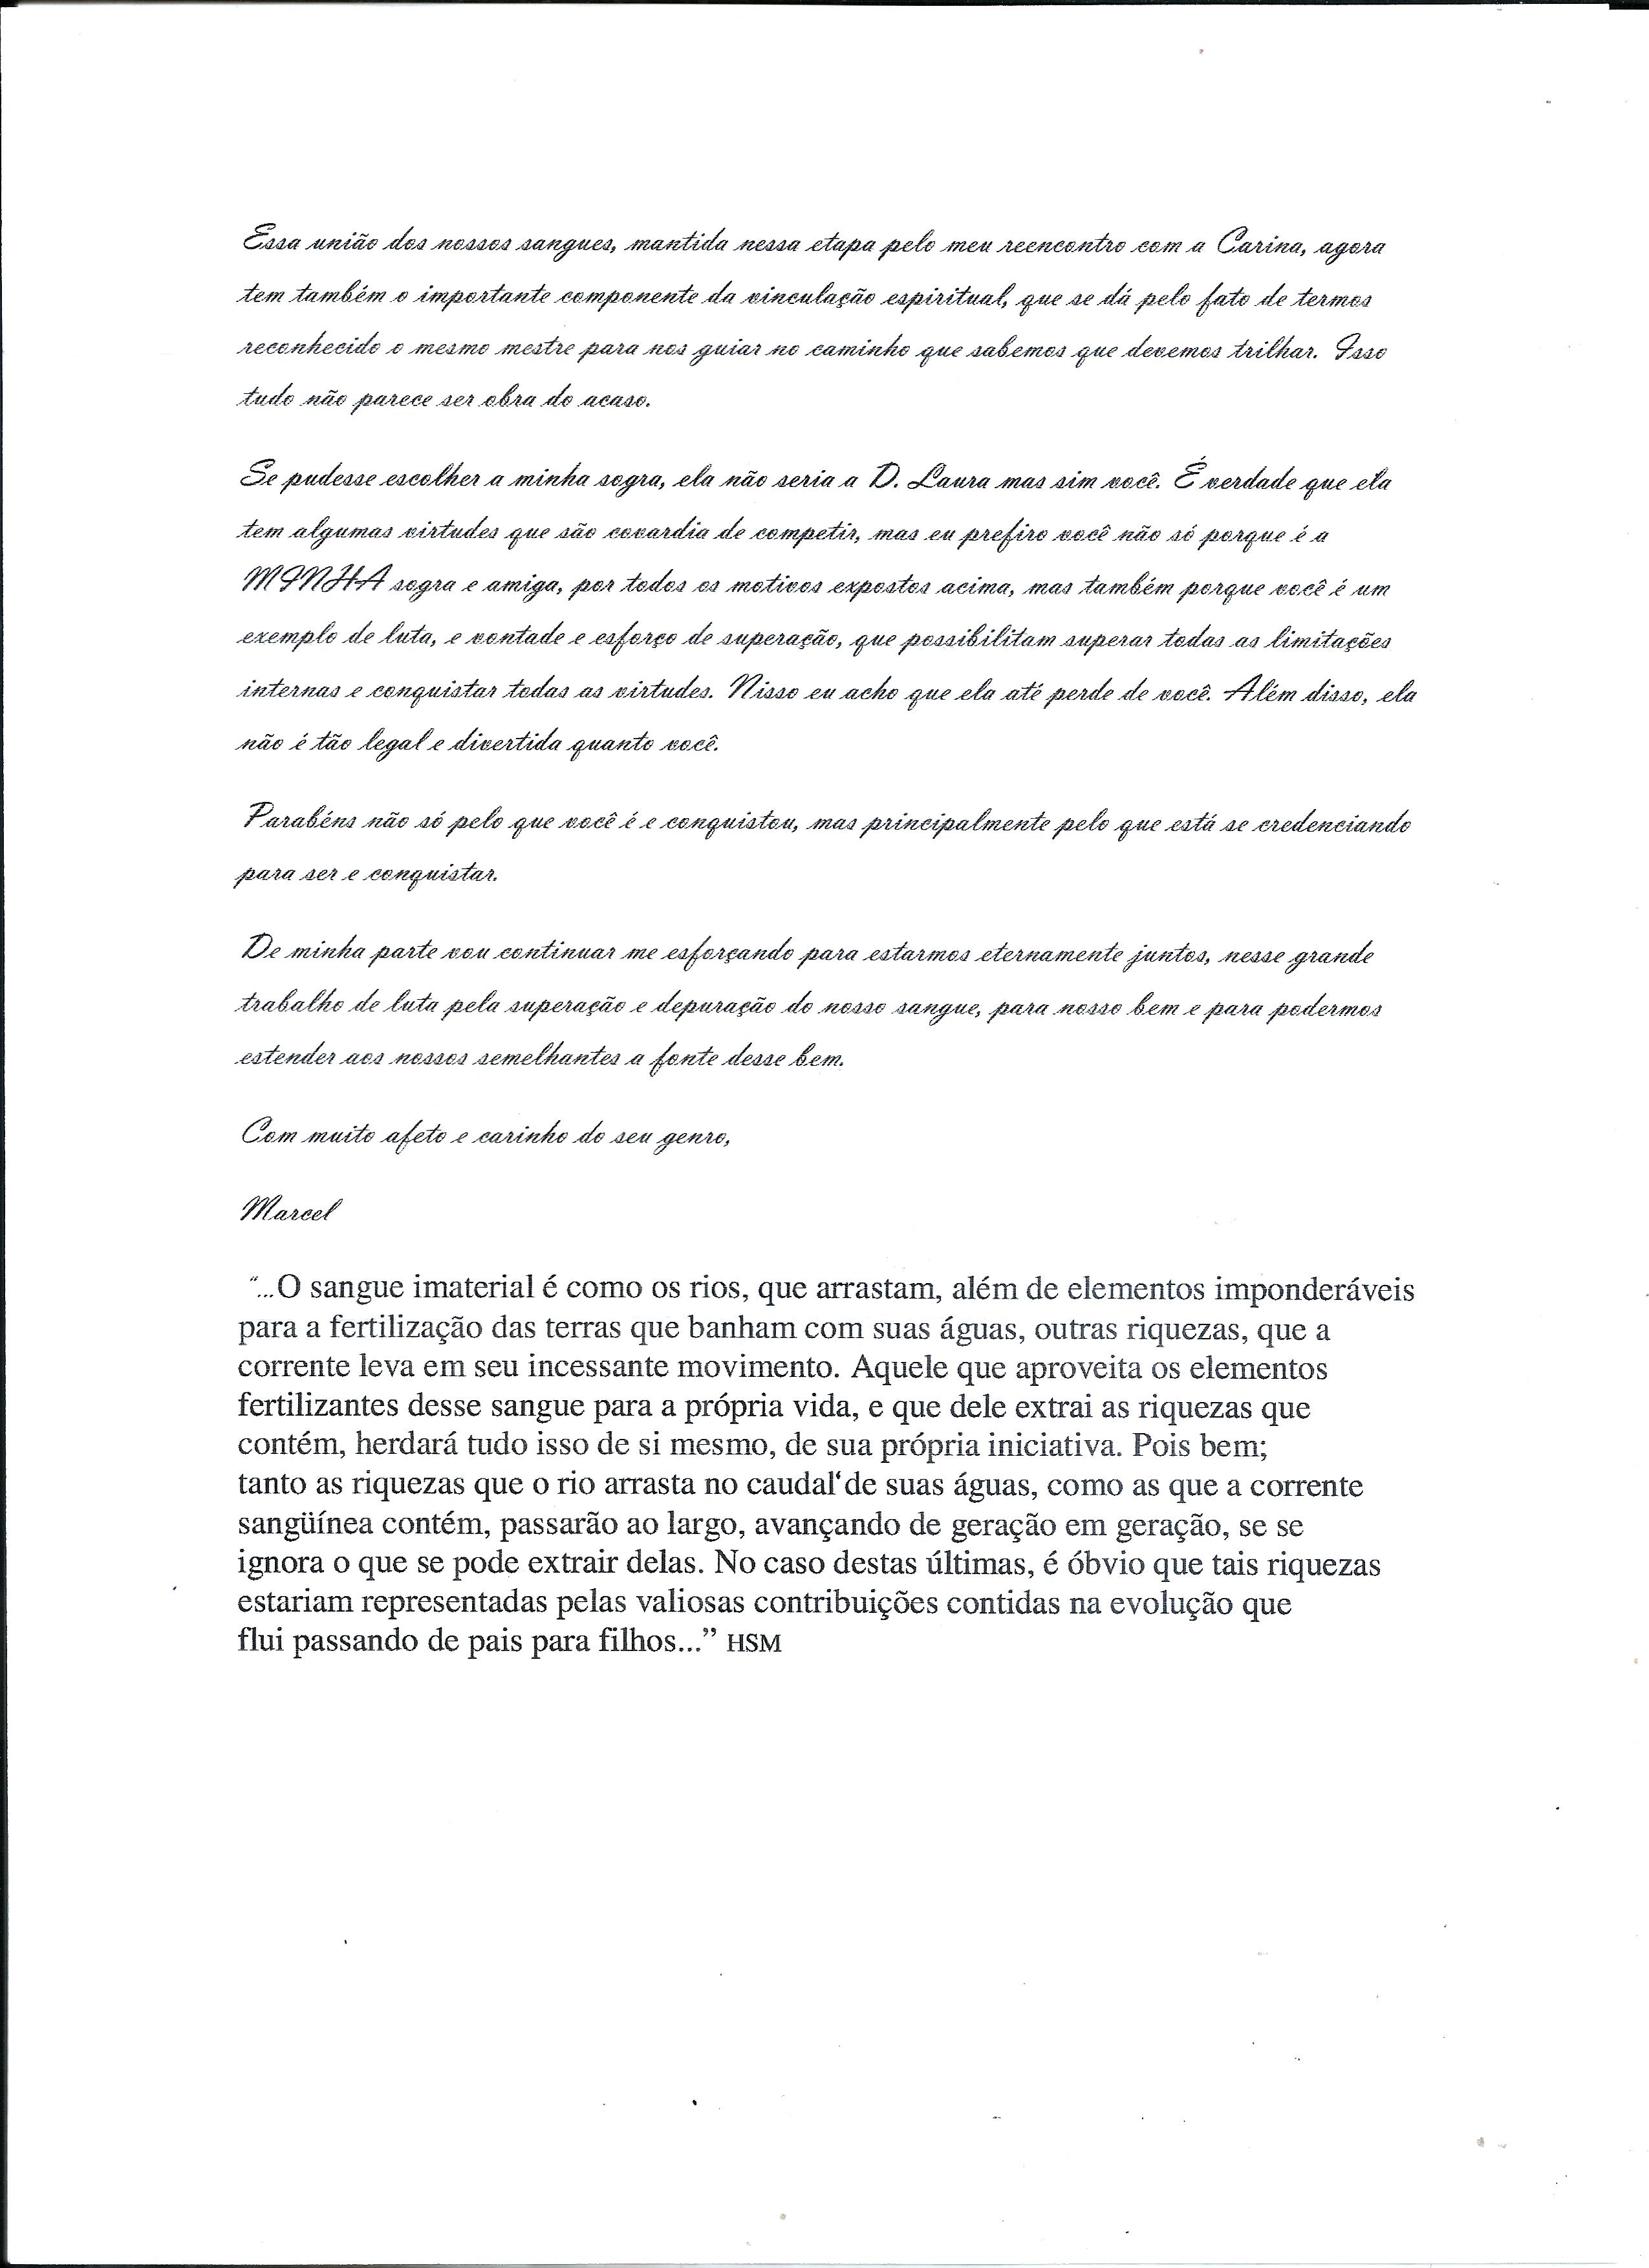 Essa união dos nossos sangues, mantida nessa etapa pelo meu reencontro com a Carina, agora
tem também o importante componente da vinculação espiritual, que se dá pelo fato de termos
reconhecido o mesmo mestre para nos guiar no caminho que sabemos que devemos trilhar. Isso
tudo não parece ser obra do acaso.
Se pudesse escolher a minha sogra, ela não seria a D. Laura mas sim você. É verdade que ela
tem algumas virtudes que são covardia de competir, mas eu prefiro você não só porque é a
MINHA sogra e amiga, por todos os motivos expostos acima, mas também porque você é um
exemplo de luta, e vontade e esforço de superação, que possibilitam superar todas as limitações
internas e conquistar todas as virtudes. Nisso eu acho que ela até perde de você. Além disso, ela
não é tão legal e divertida quanto você.
Parabéns não só pelo que você é e conquistou, mas principalmente pelo que está se credenciando
para ser e conquistar.
De minha parte vou continuar me esforçando para estarmos eternamente juntos, nesse grande
trabalho de luta pela superação e depuração do nosso sangue, para nosso bem e para podermos
estender aos nossos semelhantes a fonte desse bem.
Com muito afeto e carinho do seu genro,
Marcel
“...O sangue imaterial é como os rios, que arrastam, além de elementos imponderáveis
para a fertilização das terras que banham com suas águas, outras riquezas, que a
corrente leva em seu incessante movimento. Aquele que aproveita os elementos
fertilizantes desse sangue para a própria vida, e que dele extrai as riquezas que
contém, herdará tudo isso de si mesmo, de sua própria iniciativa. Pois bem;
tanto as riquezas que o rio arrasta no caudal de suas águas, como as que a corrente
sangüínea contém, passarão ao largo, avançando de geração em geração, se se
ignora o que se pode extrair delas. No caso destas últimas, é óbvio que tais riquezas
estariam representadas pelas valiosas contribuições contidas na evolução que
flui passando de pais para filhos...” HSM